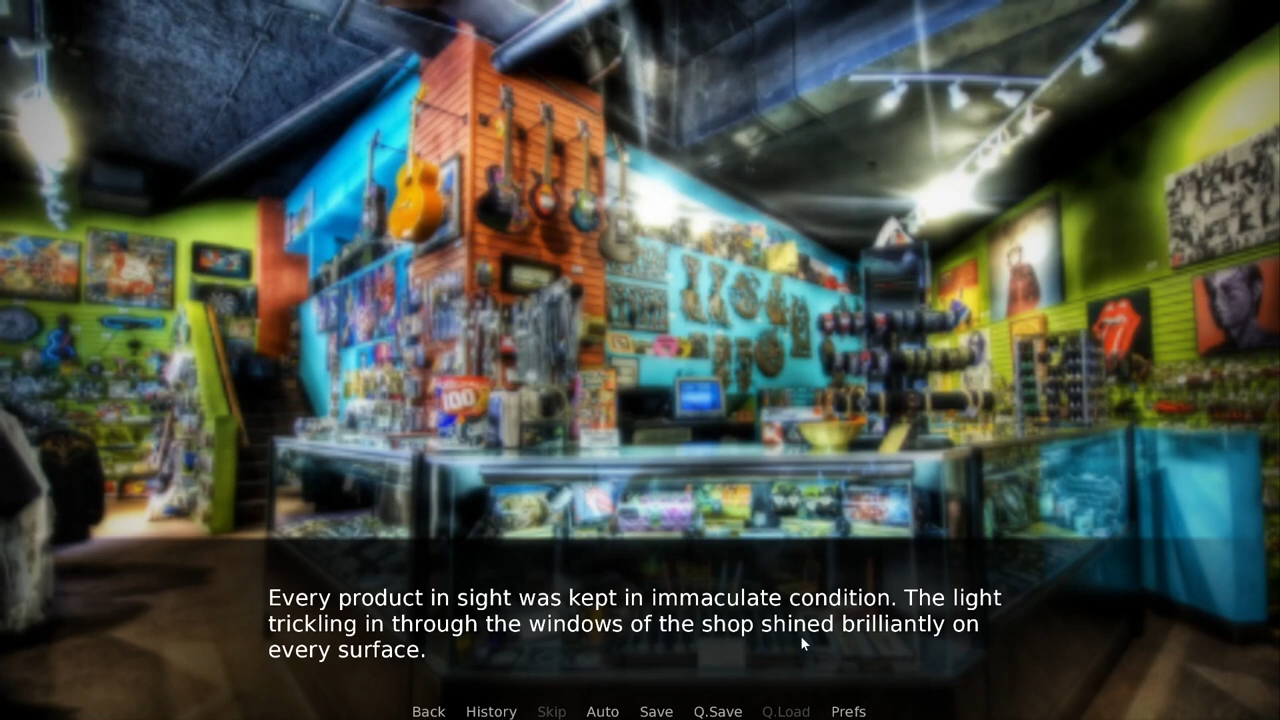 100
Every product in sight was kept in immaculate condition. The light
trickling in through the windows of the shop shined brilliantly on
every surface.
Back History Skip Auto Save Q.Save Q.Load Prefs